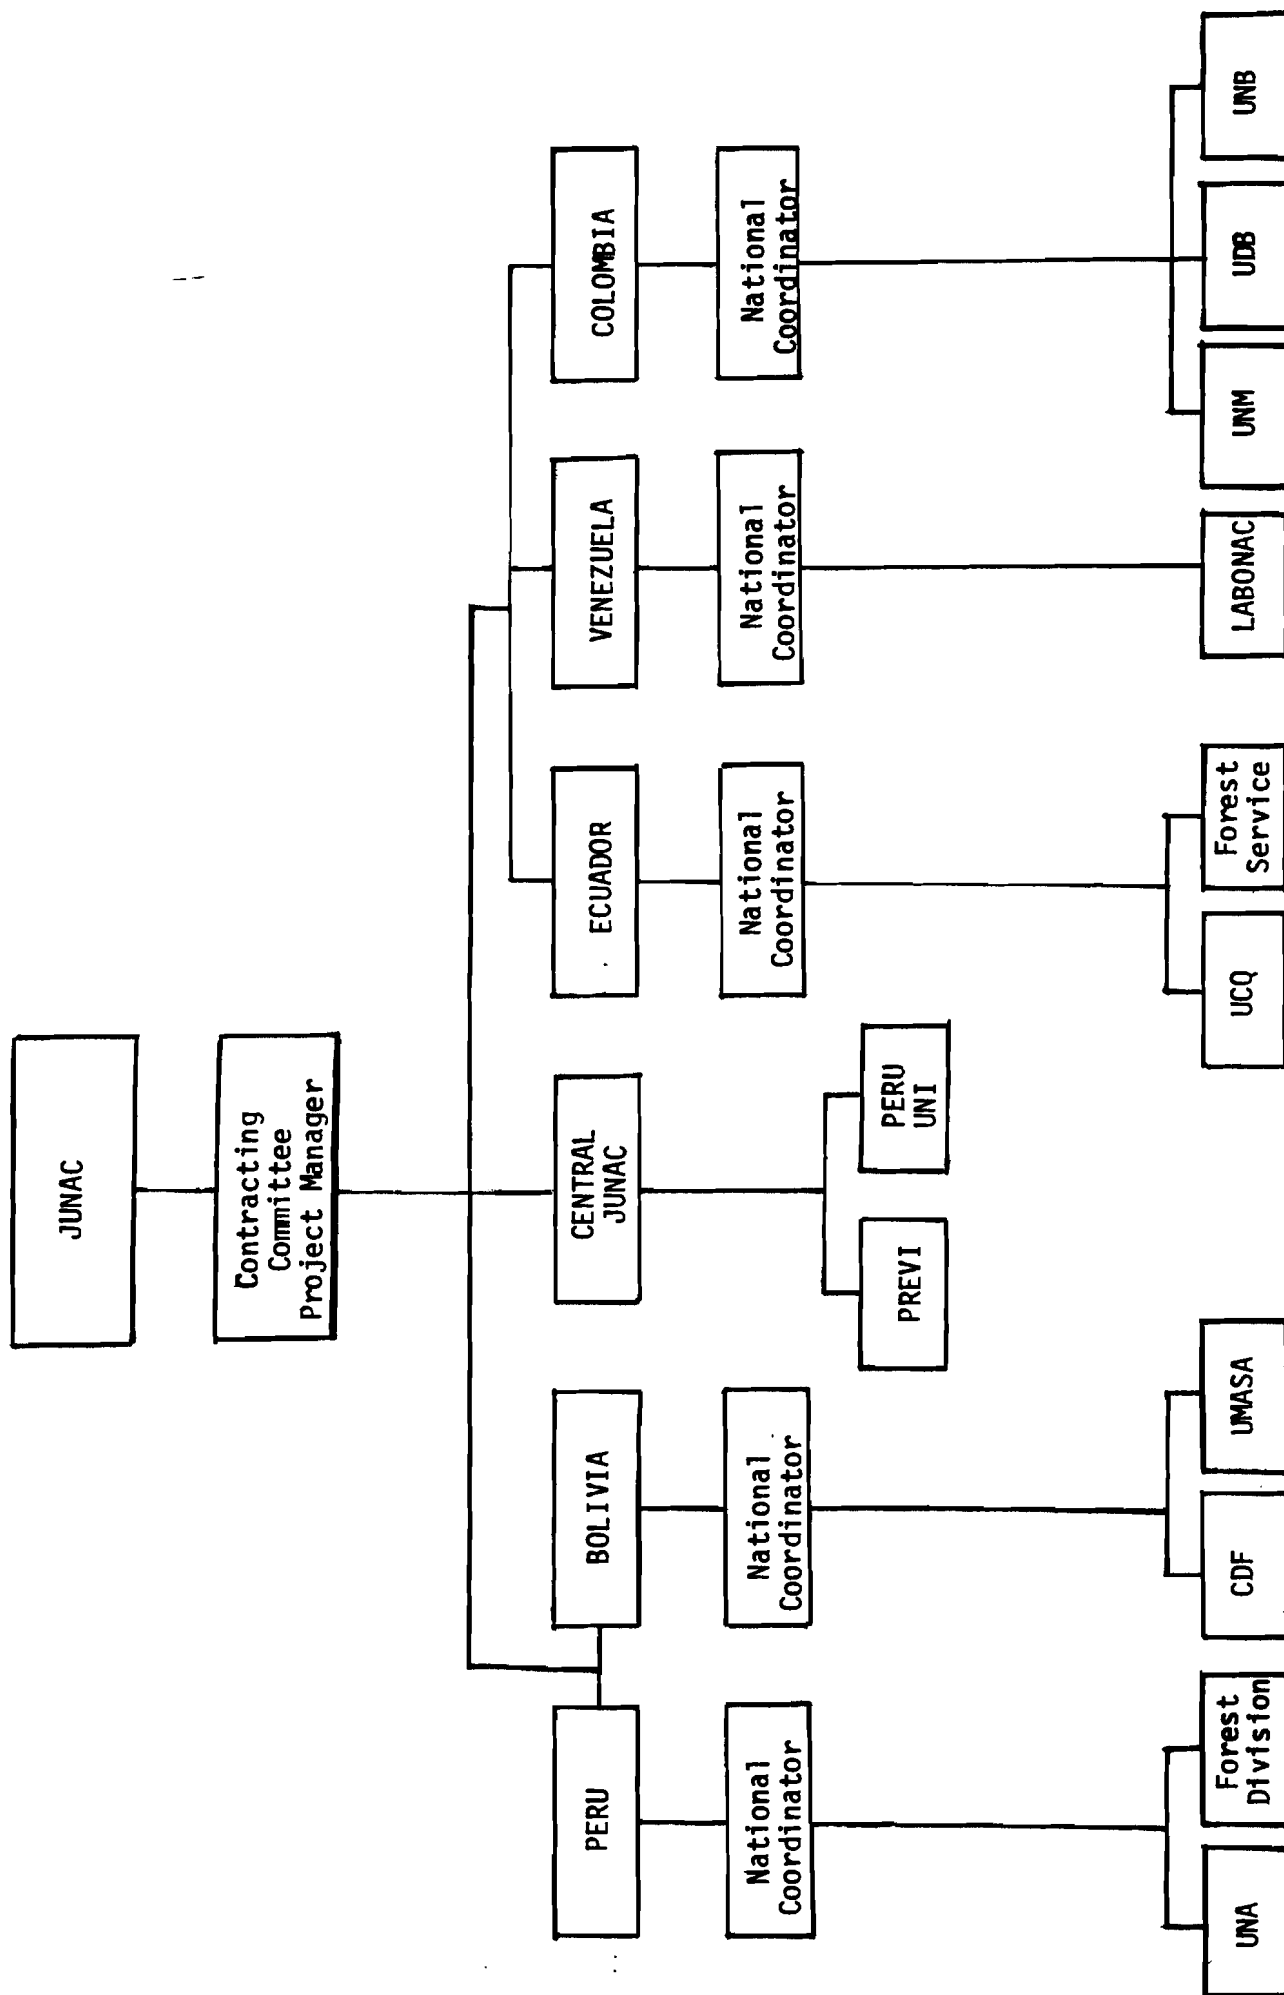 JUNAC
Contracting
Committee
Project Manager
PERU
BOLIVIA
CENTRAL
JUNAC
ECUADOR
VENEZUELA
COLOMBIA
National
Coordinator
National
Coordinator
National
Coordinator
National
Coordinator
National
Coordinator
PREVI
PERU
UNI
UNA
Forest
Division
CDF
UMASA
UCQ
Forest
Service
LABONAC
UNM
UDB
UNB